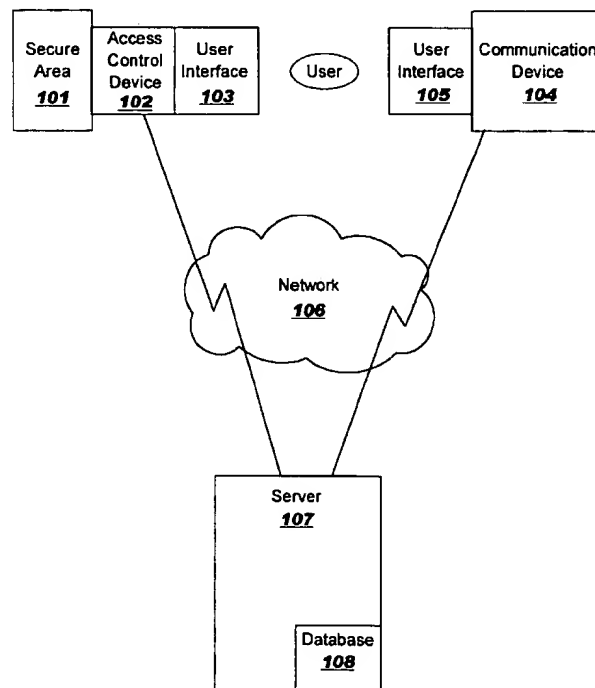 Secure
Area
101
Access
Control
Device
102
User
Interface
103
User
User
Interface
105
Communication
Device
104
Network
106
Server
107
Database
108